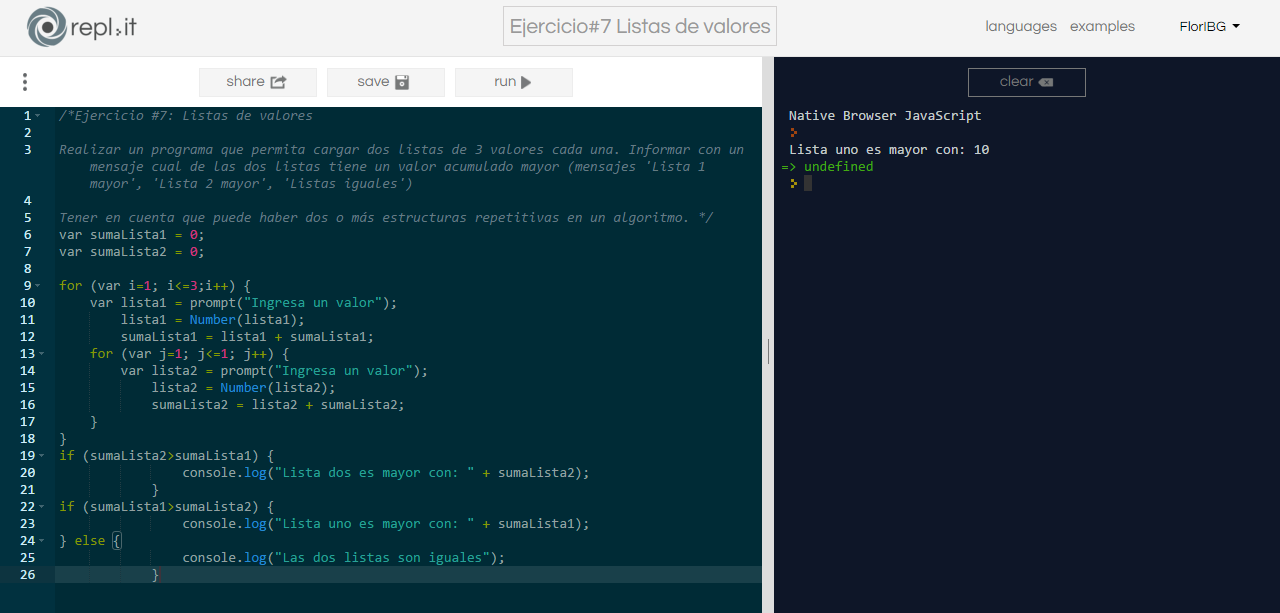 repl.it
Ejercicio#7 Listas de valores
languages examples FlorIBG
share save run clear
1 /*Ejercicio #7: Listas de valores
2
3 Realizar un programa que permita cargar dos listas de 3 valores cada una. Informar con un
mensaje cual de las dos listas tiene un valor acumulado mayor (mensajes 'Lista 1
mayor', 'Lista 2 mayor', 'Listas iguales')
4
5 Tener en cuenta que puede haber dos o más estructuras repetitivas en un algoritmo. */
6 var sumaLista1 = 0;
7 var sumaLista2 = 0;
8
9 for (var i=1; i<=3;i++) {
10 var lista1 = prompt("Ingresa un valor");
11 lista1 = Number(lista1);
12 sumaLista1 = lista1 + sumaLista1;
13 for (var j=1; j<=1; j++) {
14 var lista2 = prompt("Ingresa un valor");
15 lista2 = Number(lista2);
16 sumaLista2 = lista2 + sumaLista2;
17 }
18 }
19 if (sumaLista2>sumaLista1) {
20 console.log("Lista dos es mayor con: " + sumaLista2);
21 }
22 if (sumaLista1>sumaLista2) {
23 console.log("Lista uno es mayor con: " + sumaLista1);
24 } else {
25 console.log("Las dos listas son iguales");
26 }
Native Browser JavaScript
Lista uno es mayor con: 10
=> undefined